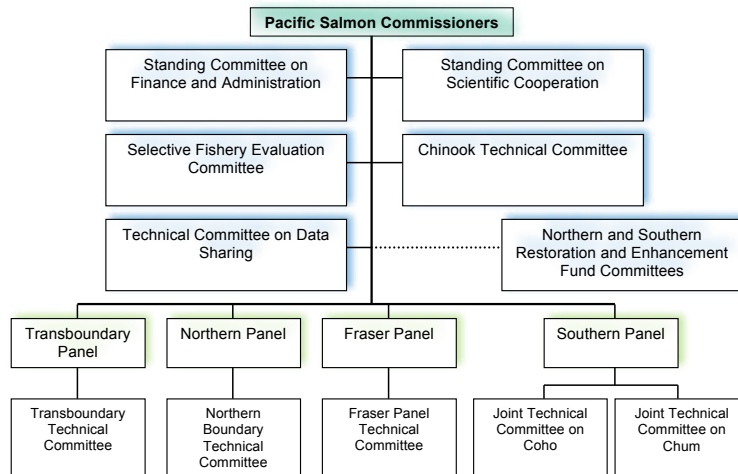 Pacific Salmon Commissioners
Standing Committee on
Finance and Administration
Standing Committee on
Scientific Cooperation
Selective Fishery Evaluation
Committee
Chinook Technical Committee
Technical Committee on Data
Sharing
Northern and Southern
Restoration and Enhancement
Fund Committees
Transboundary
Panel
Northern Panel
Fraser Panel
Southern Panel
Transboundary
Technical
Committee
Northern
Boundary
Technical
Committee
Fraser Panel
Technical
Committee
Joint Technical
Committee on
Coho
Joint Technical
Committee on
Chum